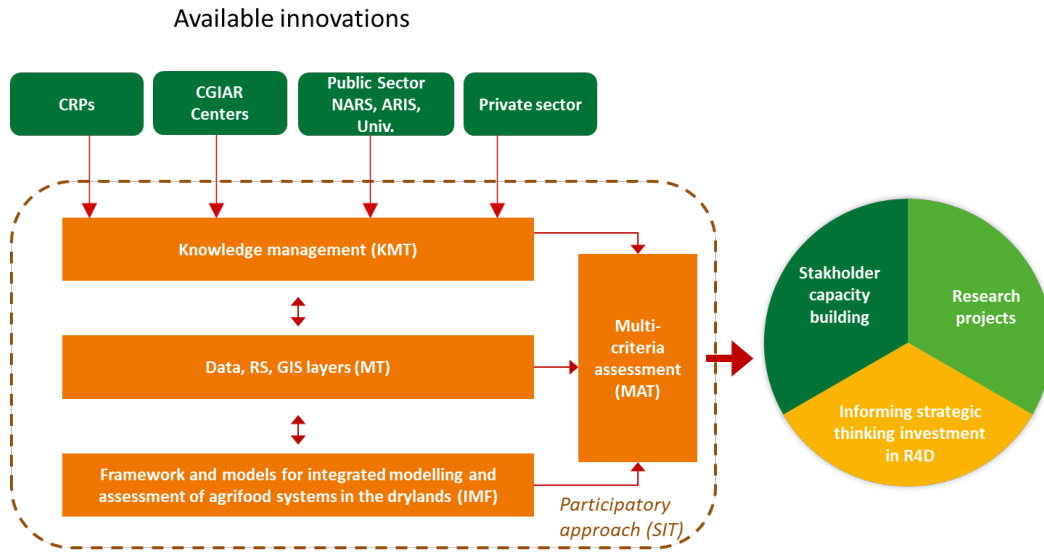 Available innovations
CRPs
CGIAR
Centers
Public Sector
NARS, ARIS,
Univ.
Private sector
Knowledge management (KMT)
Data, RS, GIS layers (MT)
Framework and models for integrated modelling and
assessment of agrifood systems in the drylands (IMF)
Multi-
criteria
assessment
(MAT)
Participatory
approach (SIT)
Stakholder
capacity
building
Research
projects
Informing strategic
thinking investment
in R4D